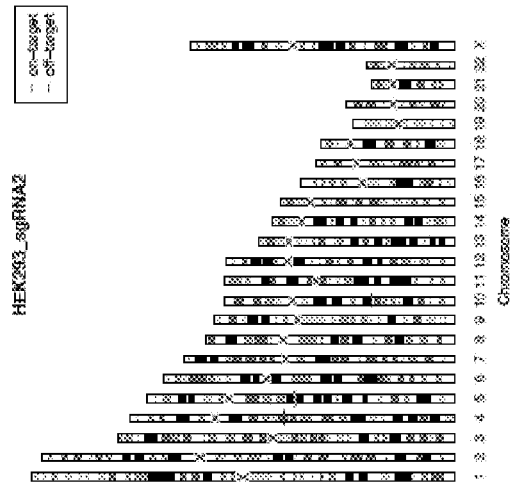 HEK293_sgRNA2
-- on-target
-- off-target
1 2 3 4 5 6 7 8 9 10 11 12 13 14 15 16 17 18 19 20 21 22 X
Chromosome